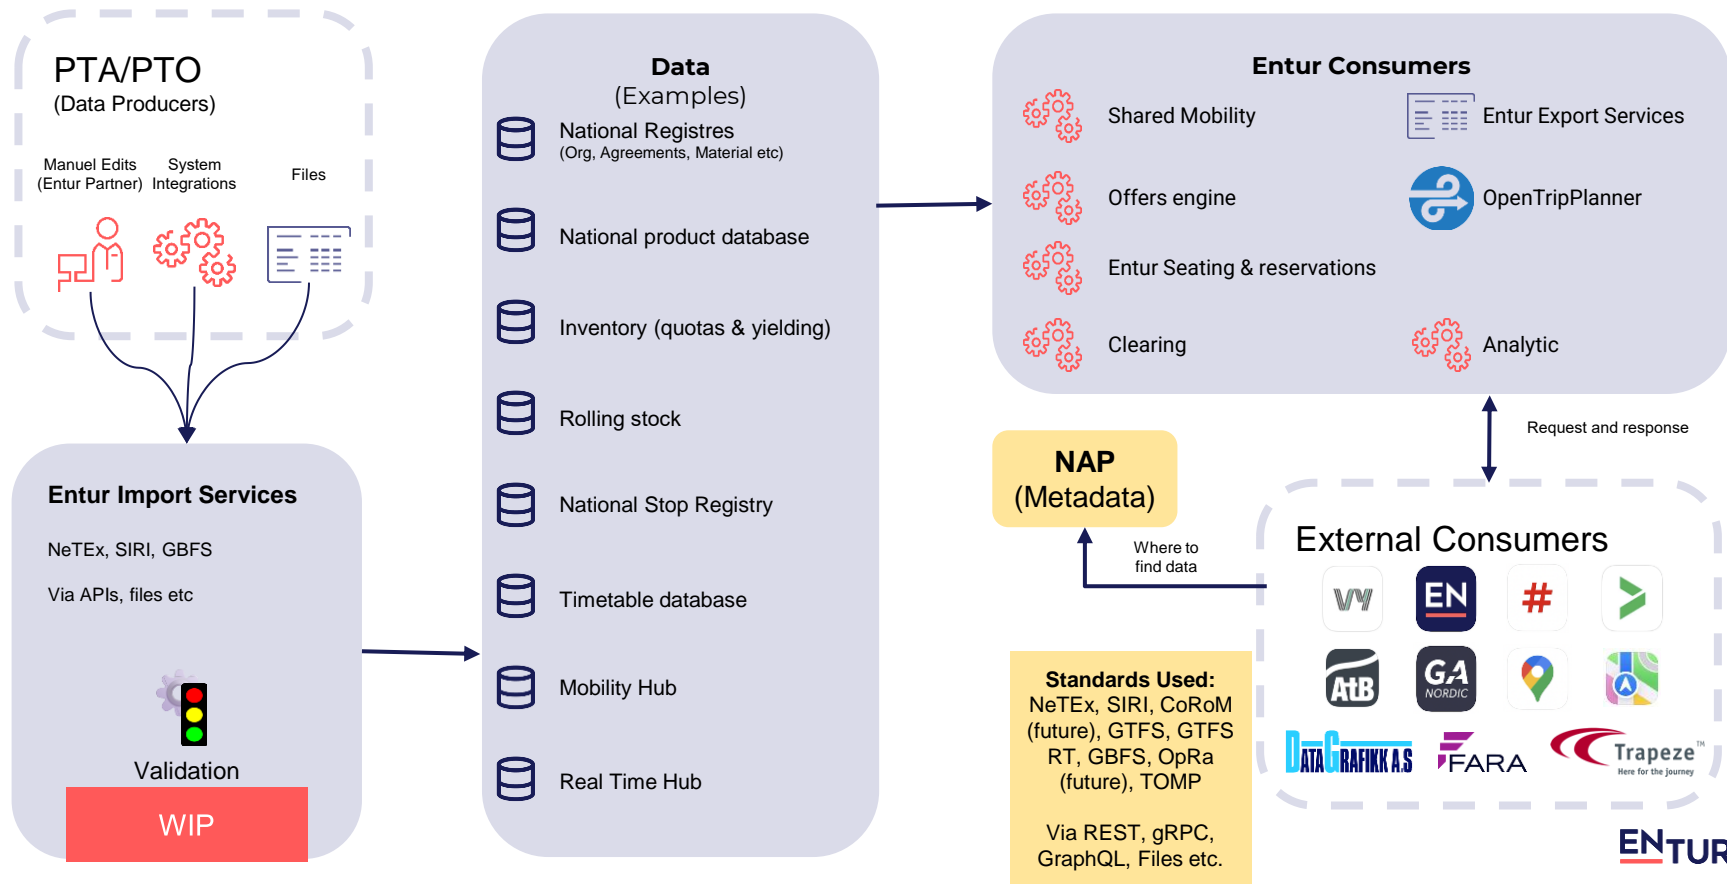 PTA/PTO
(Data Producers)
Manuel Edits
(Entur Partner)
System
Integrations
Files
Entur Import Services
NeTEx, SIRI, GBFS
Via APIs, files etc
Validation
WIP
Data
(Examples)
National Registres
(Org, Agreements, Material etc)
National product database
Inventory (quotas & yielding)
Rolling stock
National Stop Registry
Timetable database
Mobility Hub
Real Time Hub
Entur Consumers
Shared Mobility
Entur Export Services
Offers engine
OpenTripPlanner
Entur Seating & reservations
Clearing
Analytic
Request and response
NAP
(Metadata)
Where to
find data
Standards Used:
NeTEx, SIRI, CoRoM
(future), GTFS, GTFS
RT, GBFS, OpRa
(future), TOMP
Via REST, gRPC,
GraphQL, Files etc.
External Consumers
VY
EN
#
AtB
GA
NORDIC
DATAGRAFIKK A.S
FARA
Trapeze™
Here for the journey
ENTUR